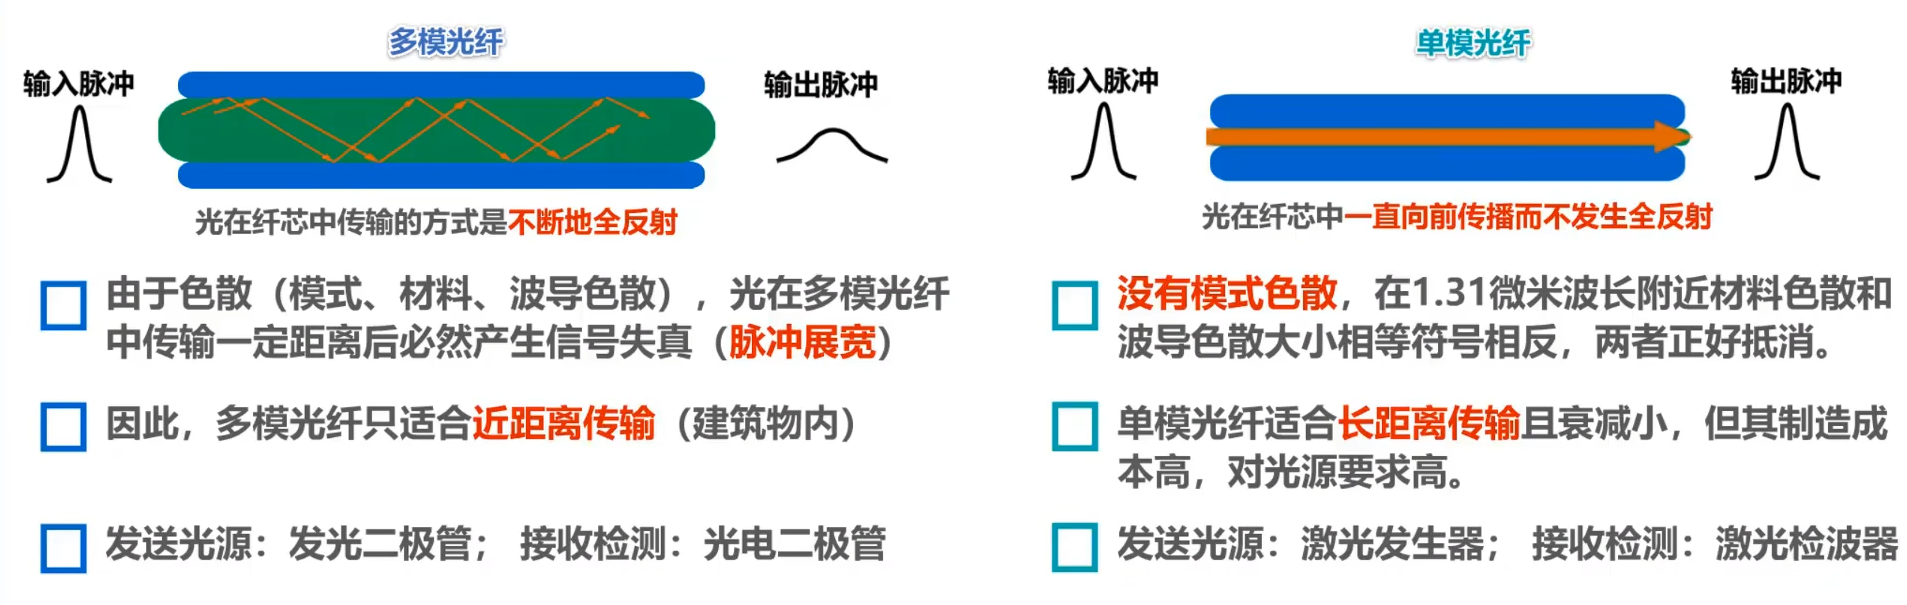 多模光纤
输入脉冲
输出脉冲
光在纤芯中传输的方式是不断地全反射
由于色散（模式、材料、波导色散），光在多模光纤
中传输一定距离后必然产生信号失真（脉冲展宽）
因此，多模光纤只适合近距离传输（建筑物内）
发送光源：发光二极管； 接收检测：光电二极管
单模光纤
输入脉冲
输出脉冲
光在纤芯中一直向前传播而不发生全反射
没有模式色散，在1.31微米波长附近材料色散和
波导色散大小相等符号相反，两者正好抵消。
单模光纤适合长距离传输且衰减小，但其制造成
本高，对光源要求高。
发送光源：激光发生器； 接收检测：激光检波器